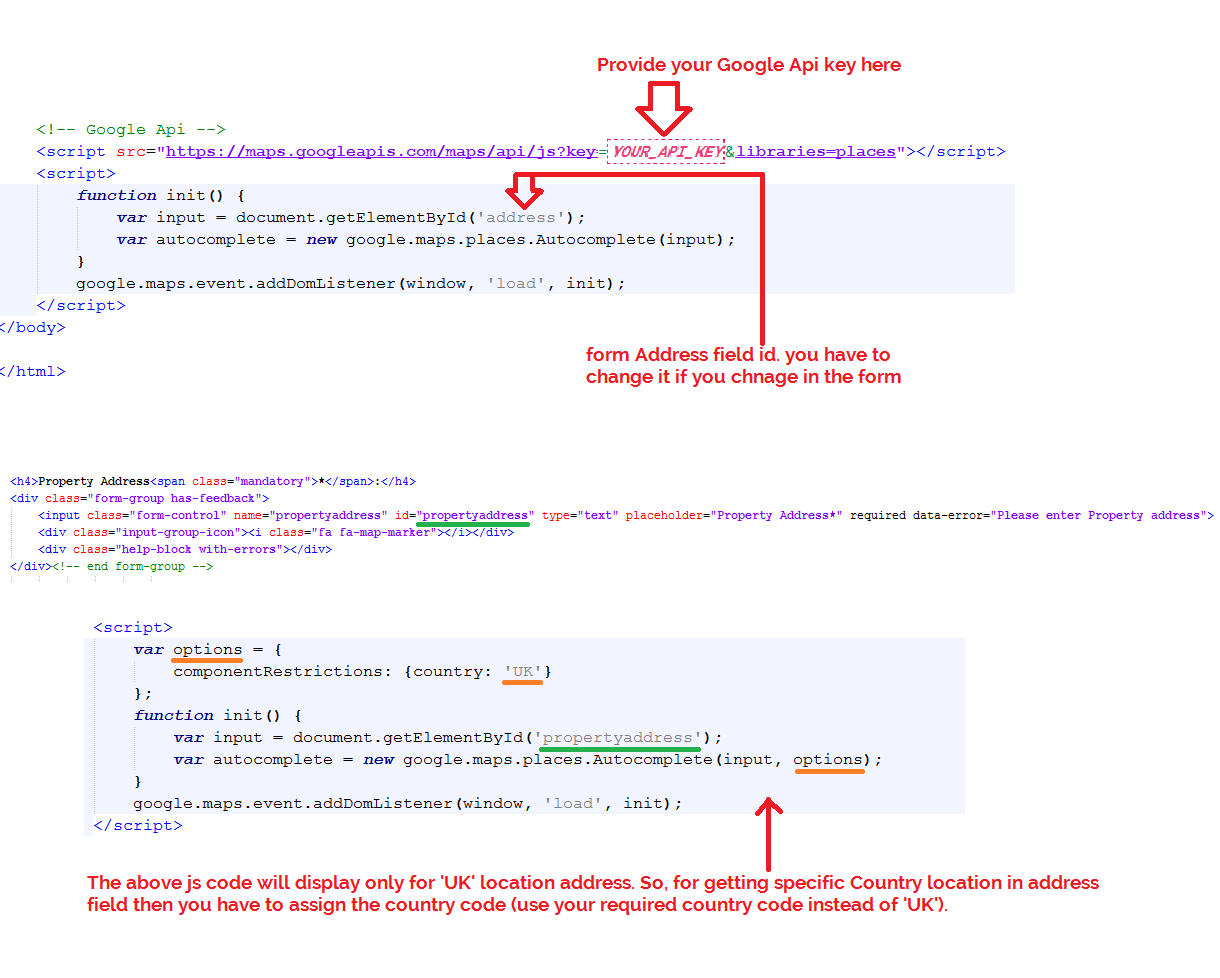 Provide your Google Api key here
<!-- Google Api -->
<script src="https://maps.googleapis.com/maps/api/js?key=YOUR_API_KEY&libraries=places"></script>
<script>
function init() {
var input = document.getElementById('address');
var autocomplete = new google.maps.places.Autocomplete(input);
}
google.maps.event.addDomListener(window, 'load', init);
</script>
</body>
form Address field id. you have to
</html>
change it if you chnage in the form
<h4>Property Address<span class="mandatory">*</span>:</h4>
<div class="form-group has-feedback">
<input class="form-control" name="propertyaddress" id="propertyaddress" type="text" placeholder="Property Address*" required data-error="Please enter Property address">
<div class="input-group-icon"><i class="fa fa-map-marker"></i></div>
<div class="help-block with-errors"></div>
</div><!-- end form-group -->
<script>
var options = {
componentRestrictions: {country: 'UK'}
};
function init() {
var input = document.getElementById('propertyaddress');
var autocomplete = new google.maps.places.Autocomplete(input, options);
}
google.maps.event.addDomListener(window, 'load', init);
</script>
The above js code will display only for 'UK' location address. So, for getting specific Country location in address
field then you have to assign the country code (use your required country code instead of 'UK').